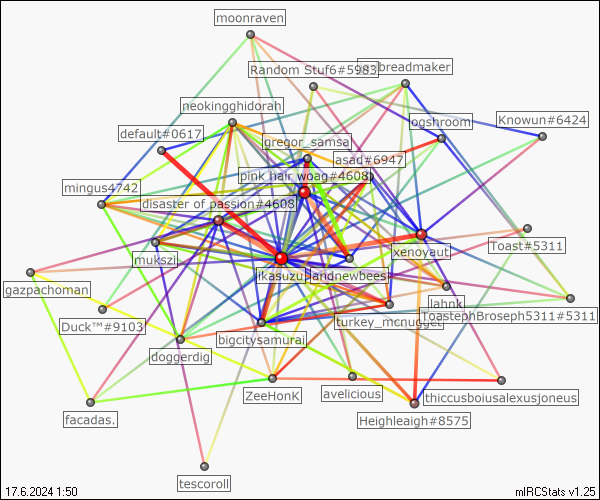 moonraven
Random Stuf6#5983
breadmaker
neokingghidorah
ogshroom
Knowun#6424
default#0617
gregor_samsa
asad#6947
pink hair woag#4608
mingus4742
disaster of passion#4608
xenoyaut
Toast#5311
mukszi
ikasuzu
landnewbees
gazpachoman
lahnk
ToastephBroseph5311#5311
Duck™#9103
bigcitysamurai
turkey_mcnugget
doggerdig
ZeeHonK
avelicious
thiccusboiusalexusjoneus
facadas.
Heighleaigh#8575
tescoroll
17.6.2024 1:50
mIRCStats v1.25